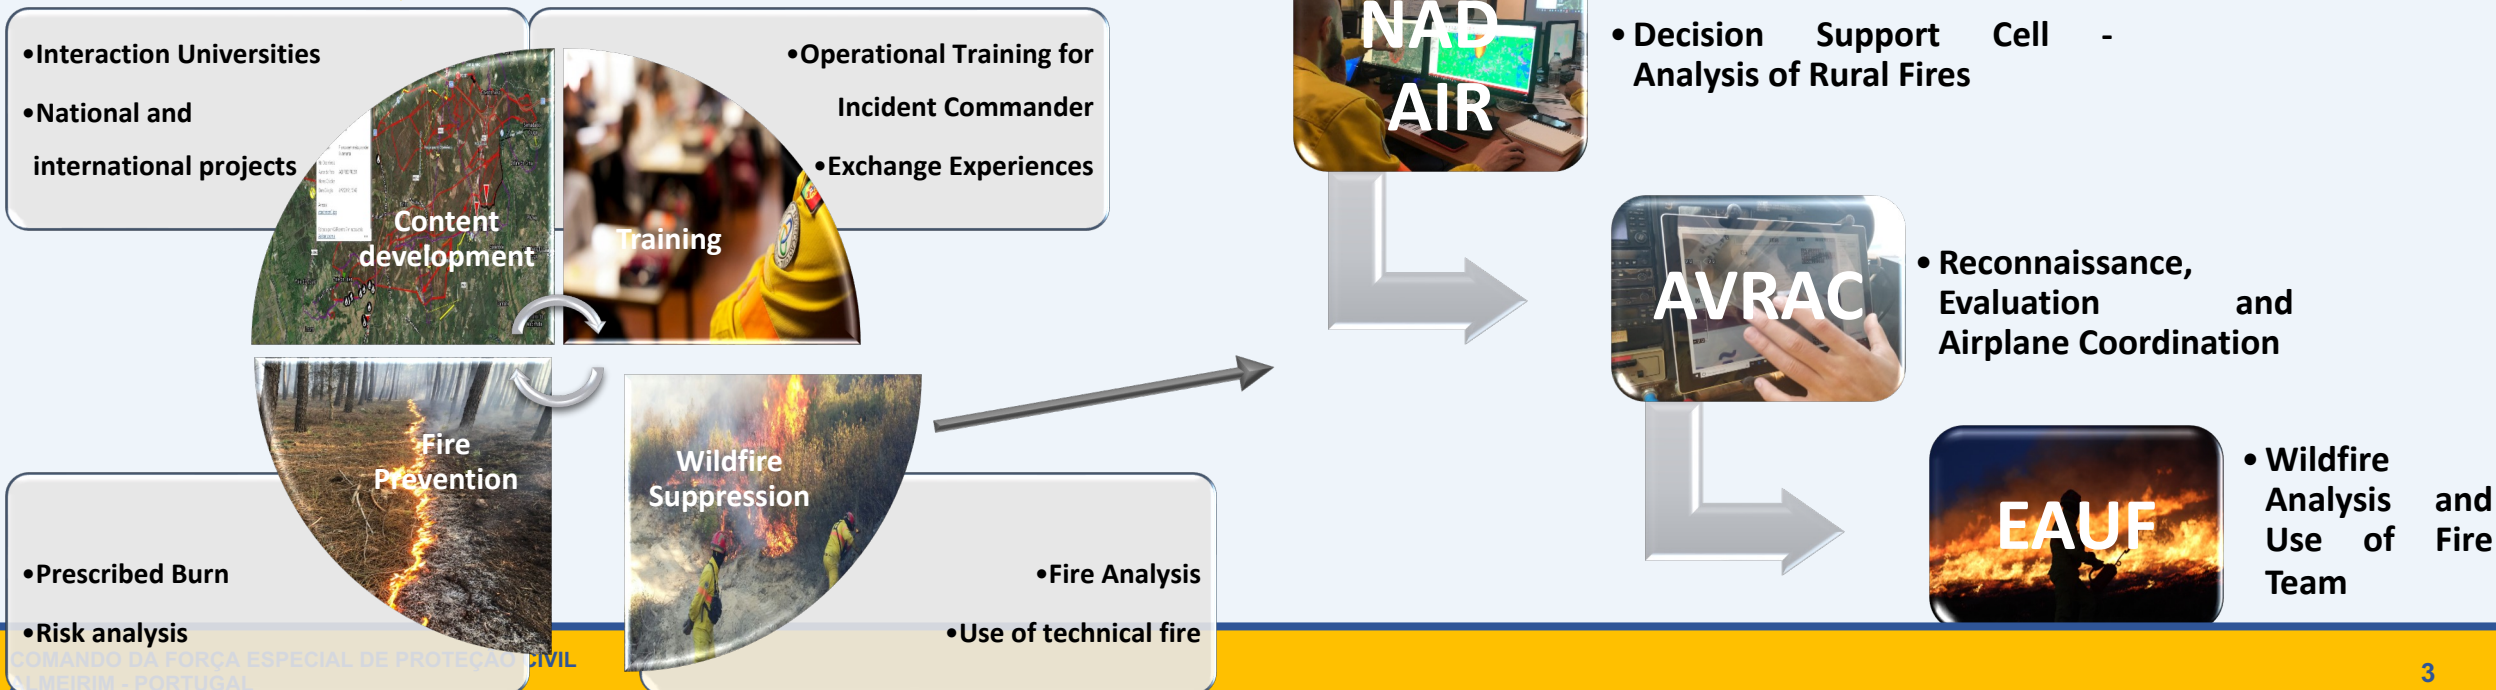 •Interaction Universities
•National and
international projects
•Operational Training for
Incident Commander
•Exchange Experiences
Content
development
Training
Fire
Prevention
Wildfire
Suppression
•Prescribed Burn
•Risk analysis
•Fire Analysis
•Use of technical fire
NAD
AIR
•Decision Support Cell -
Analysis of Rural Fires
AVRAC
•Reconnaissance,
Evaluation and
Airplane Coordination
EAUF
•Wildfire
Analysis and
Use of Fire
Team
COMANDO DA FORÇA ESPECIAL DE PROTEÇÃO CIVIL
ALMEIRIM - PORTUGAL
3